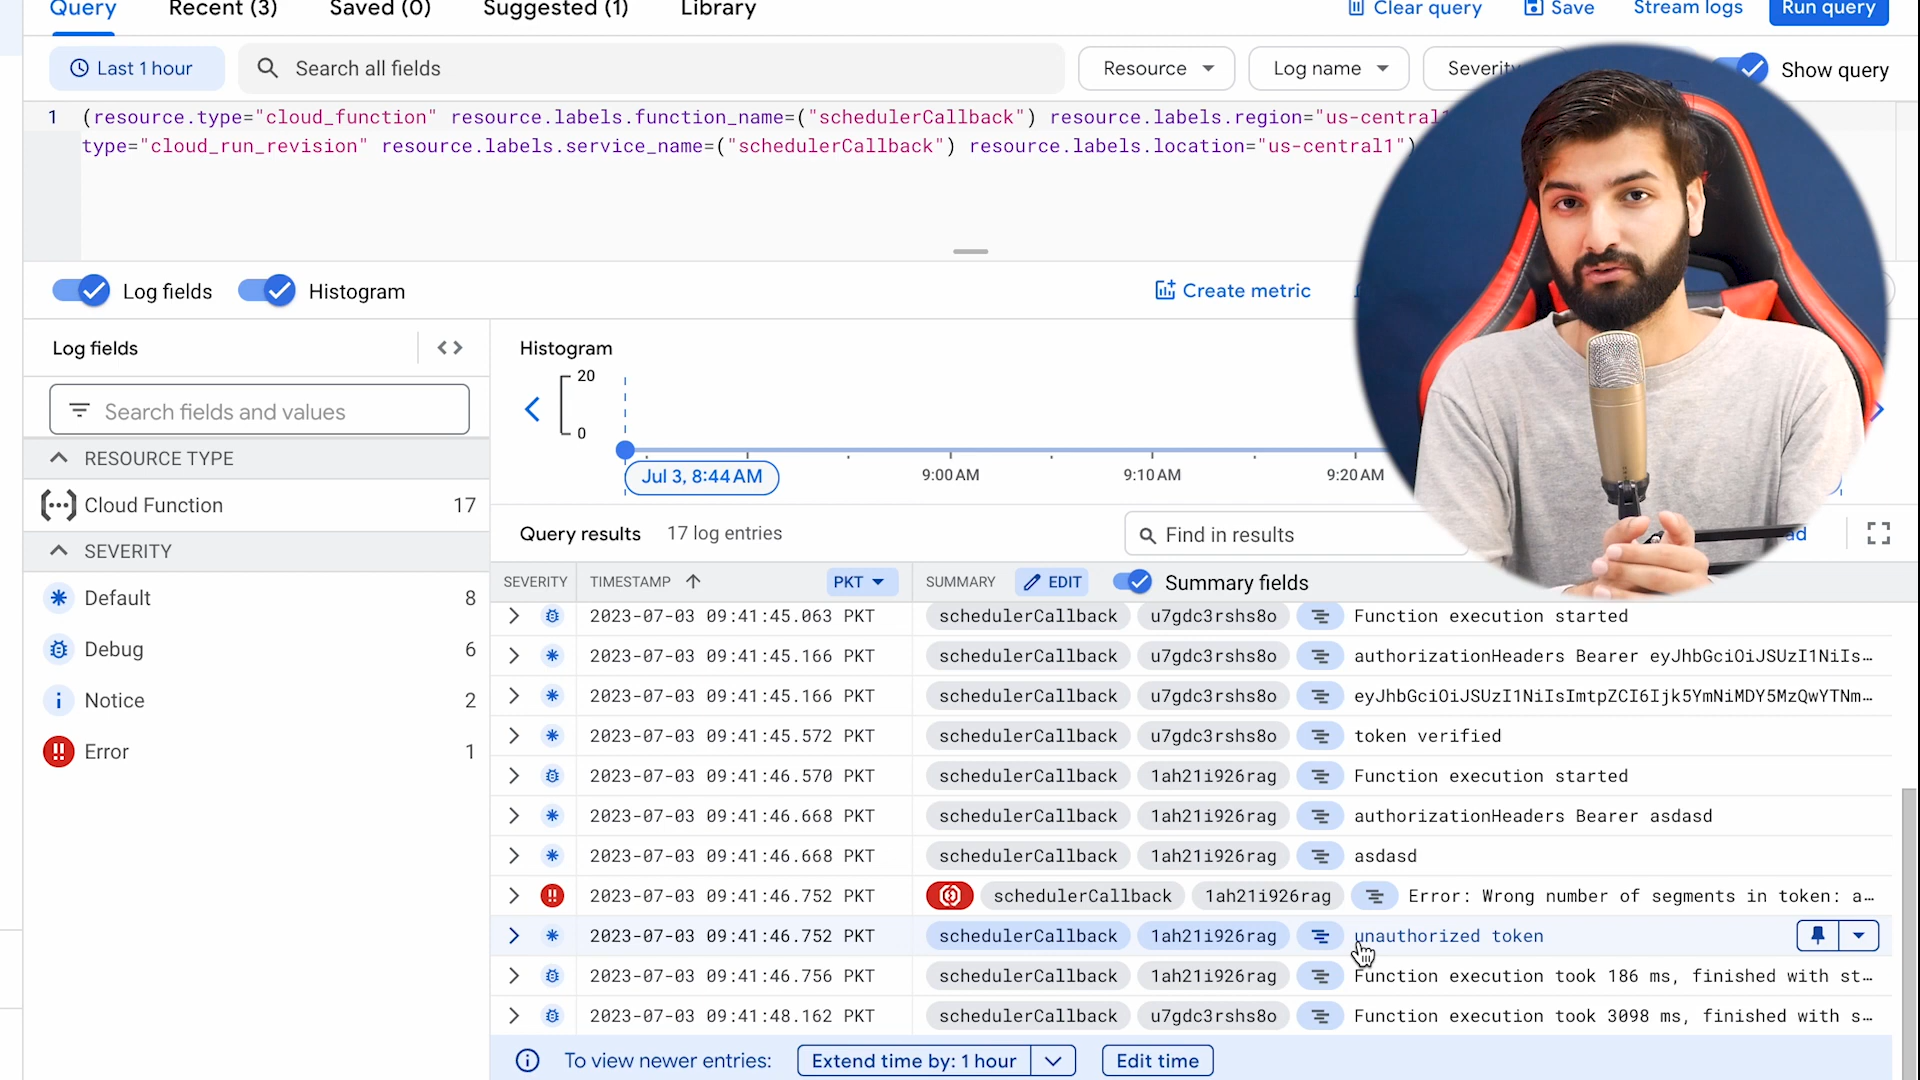 Query Recent (3) Saved (0) Suggested (1) Library Clear query Save Stream logs Run query
Last 1 hour Search all fields Resource Log name Severity Show query
1 (resource.type="cloud_function" resource.labels.function_name=("schedulerCallback") resource.labels.region="us-central1
type="cloud_run_revision" resource.labels.service_name=("schedulerCallback") resource.labels.location="us-central1")
Log fields Histogram Create metric
Log fields < > Histogram
20
Search fields and values
0
RESOURCE TYPE
Jul 3, 8:44 AM 9:00 AM 9:10 AM 9:20 AM
Cloud Function 17
Query results 17 log entries Find in results ad
SEVERITY
SEVERITY TIMESTAMP PKT SUMMARY EDIT Summary fields
Default 8
Debug 6
Notice 2
Error 1
2023-07-03 09:41:45.063 PKT schedulerCallback u7gdc3rshs8o Function execution started
2023-07-03 09:41:45.166 PKT schedulerCallback u7gdc3rshs8o authorizationHeaders Bearer eyJhbGciOiJSUzI1NiIs…
2023-07-03 09:41:45.166 PKT schedulerCallback u7gdc3rshs8o eyJhbGciOiJSUzI1NiIsImtpZCI6Ijk5YmNiMDY5MzQwYTNm…
2023-07-03 09:41:45.572 PKT schedulerCallback u7gdc3rshs8o token verified
2023-07-03 09:41:46.570 PKT schedulerCallback 1ah21i926rag Function execution started
2023-07-03 09:41:46.668 PKT schedulerCallback 1ah21i926rag authorizationHeaders Bearer asdasd
2023-07-03 09:41:46.668 PKT schedulerCallback 1ah21i926rag asdasd
2023-07-03 09:41:46.752 PKT schedulerCallback 1ah21i926rag Error: Wrong number of segments in token: a…
2023-07-03 09:41:46.752 PKT schedulerCallback 1ah21i926rag unauthorized token
2023-07-03 09:41:46.756 PKT schedulerCallback 1ah21i926rag Function execution took 186 ms, finished with st…
2023-07-03 09:41:48.162 PKT schedulerCallback u7gdc3rshs8o Function execution took 3098 ms, finished with s…
To view newer entries: Extend time by: 1 hour Edit time